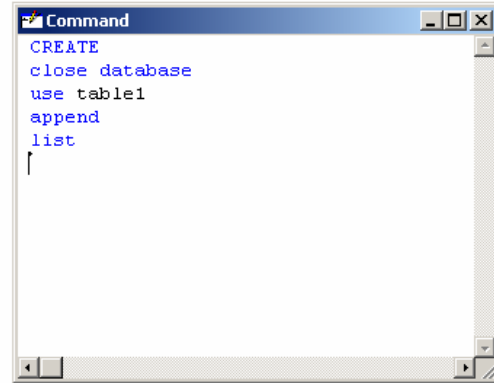 Command
CREATE
close database
use table1
append
list